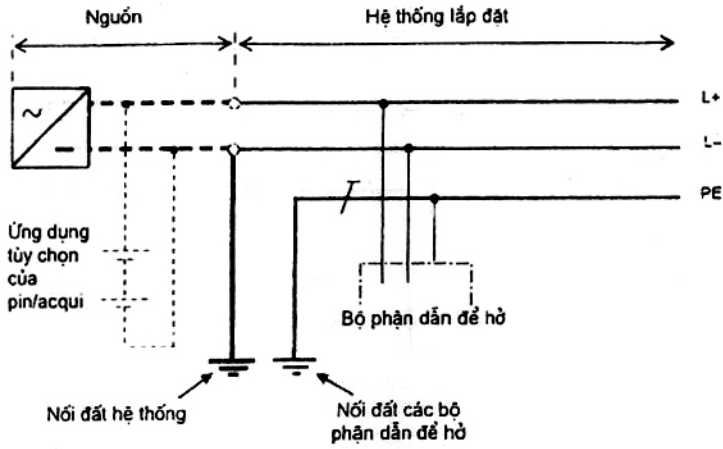 Nguồn
Hệ thống lắp đặt
L+
L–
PE
Ứng dụng
tùy chọn
của
pin/acqui
Bộ phận dẫn để hở
Nối đất hệ thống
Nối đất các bộ
phận dẫn để hở